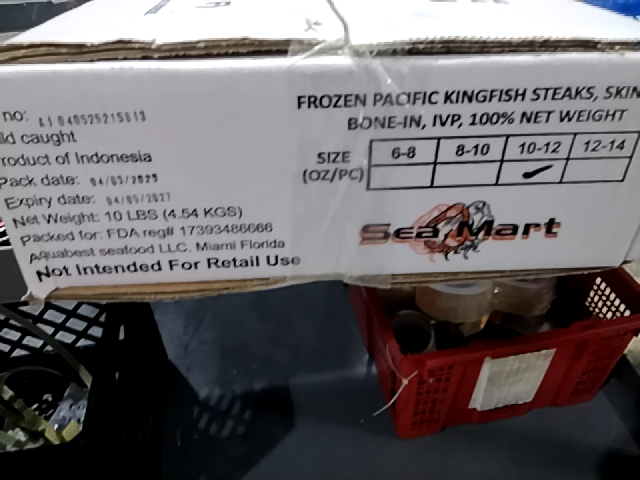 no: 
ild caught
roduct of Indonesia
Pack date: 04/05/2025
Expiry date: 04/05/2027
Net Weight: 10 LBS (4.54 KGS)
packed for: FDA reg# 17393486666
Aquabest seafood LLC, Miami Florida
Not Intended For Retail Use
FROZEN PACIFIC KINGFISH STEAKS, SKIN
BONE-IN, IVP, 100% NET WEIGHT
SIZE (OZ/PC) 6-8 8-10 10-12 12-14
Sea Mart